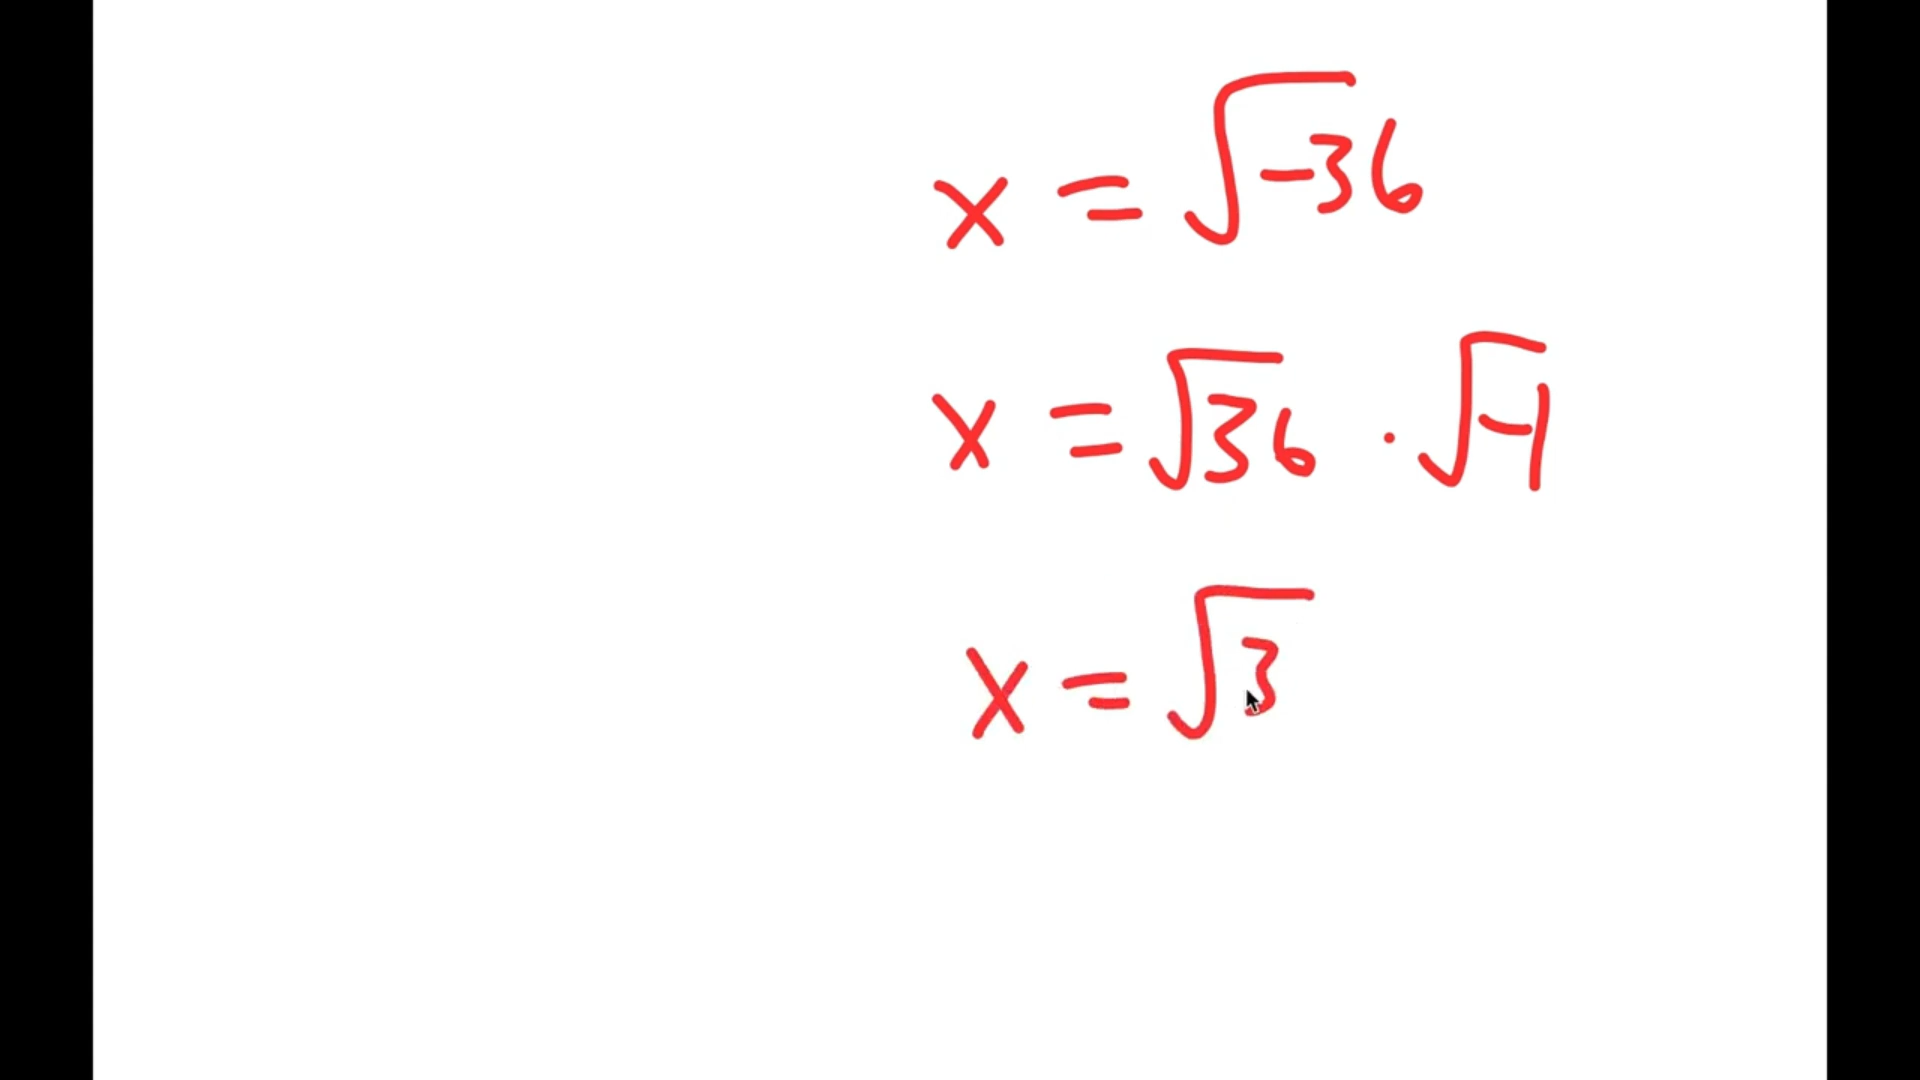 x = √-36
x = √36 · √-1
x = √3